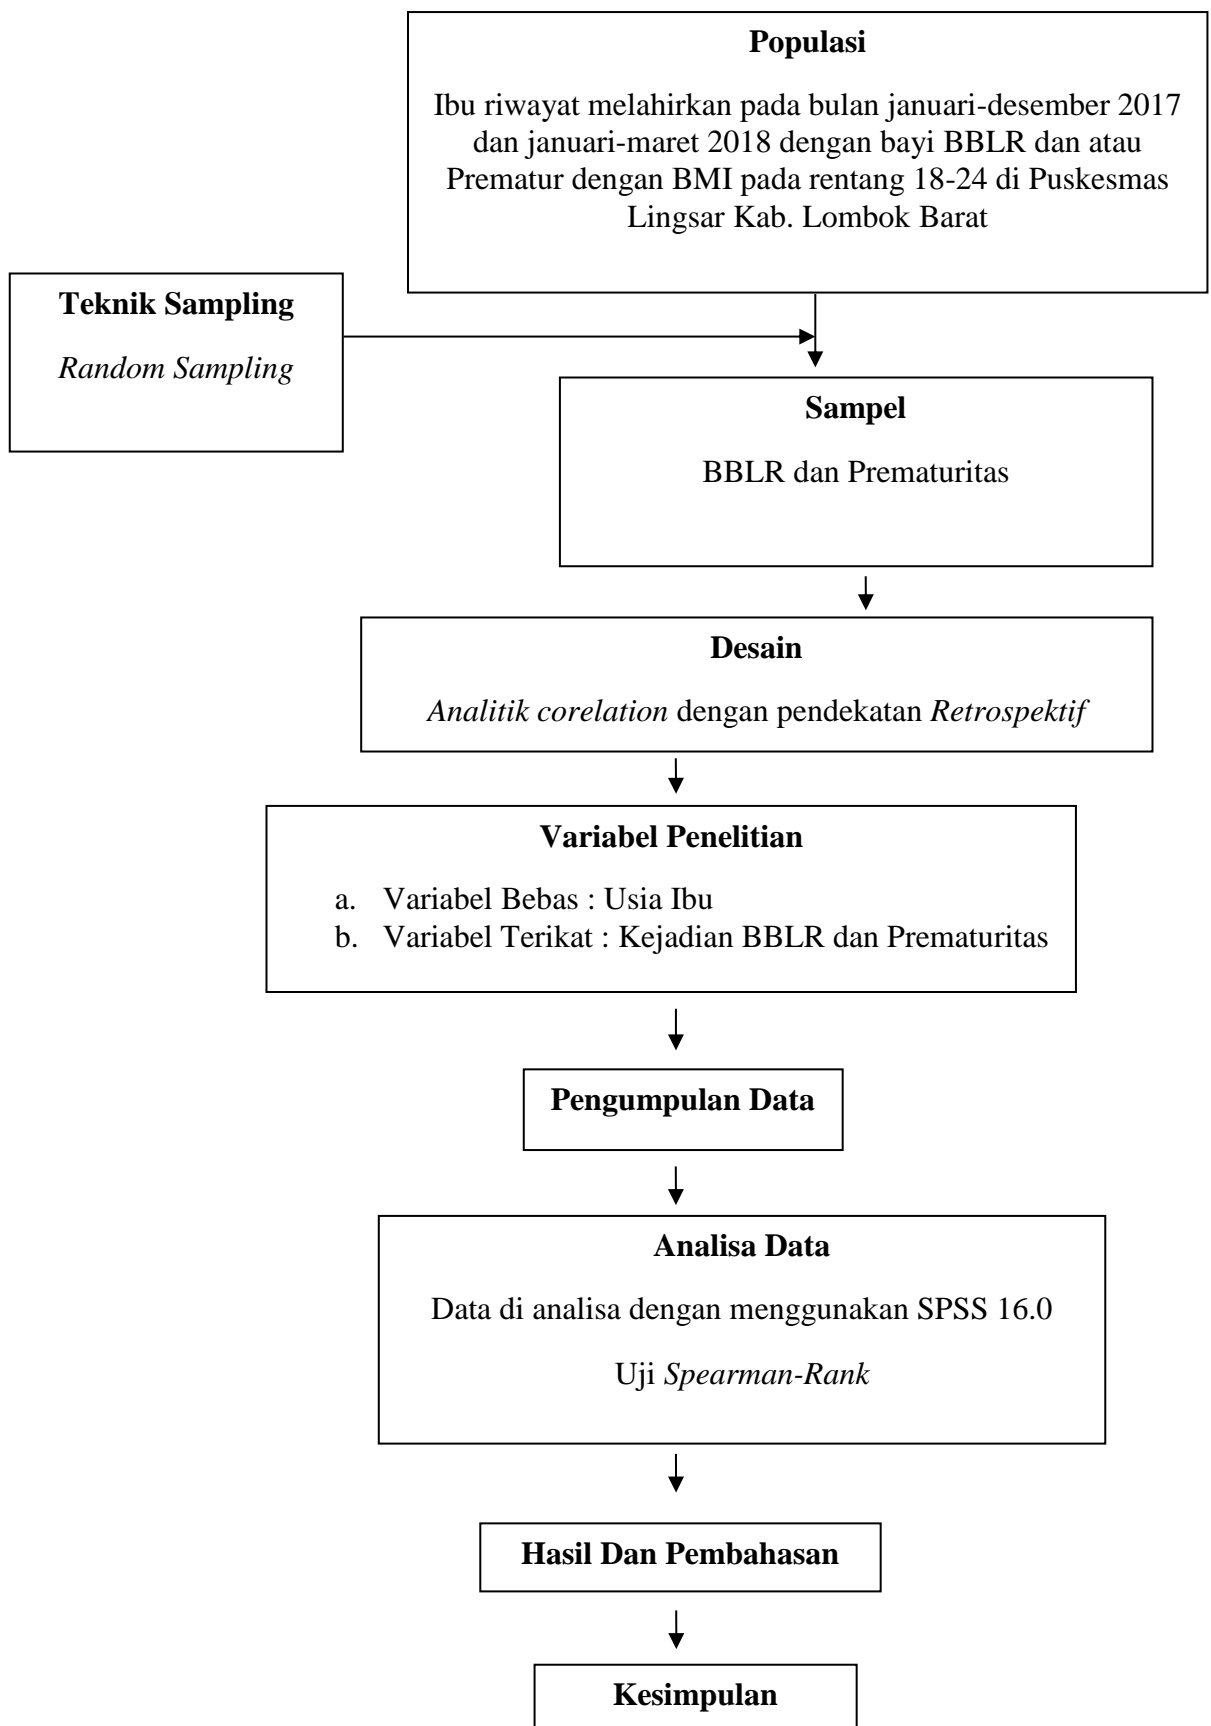 Populasi
Ibu riwayat melahirkan pada bulan januari-desember 2017
dan januari-maret 2018 dengan bayi BBLR dan atau
Prematur dengan BMI pada rentang 18-24 di Puskesmas
Lingsar Kab. Lombok Barat
Teknik Sampling
Random Sampling
Sampel
BBLR dan Prematuritas
Desain
Analitik corelation dengan pendekatan Retrospektif
Variabel Penelitian
a. Variabel Bebas : Usia Ibu
b. Variabel Terikat : Kejadian BBLR dan Prematuritas
Pengumpulan Data
Analisa Data
Data di analisa dengan menggunakan SPSS 16.0
Uji Spearman-Rank
Hasil Dan Pembahasan
Kesimpulan